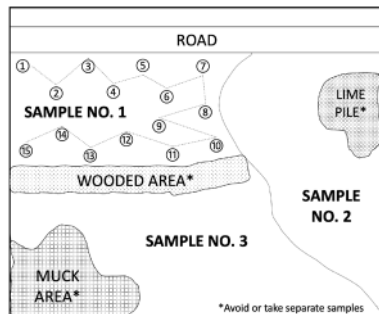 ROAD
① ③ ⑤ ⑦
② ④ ⑥
LIME
PILE*
SAMPLE NO. 1
⑧
⑨
⑭ ⑫ ⑩
⑮ ⑬ ⑪
WOODED AREA*
SAMPLE
NO. 2
SAMPLE NO. 3
MUCK
AREA*
*Avoid or take separate samples